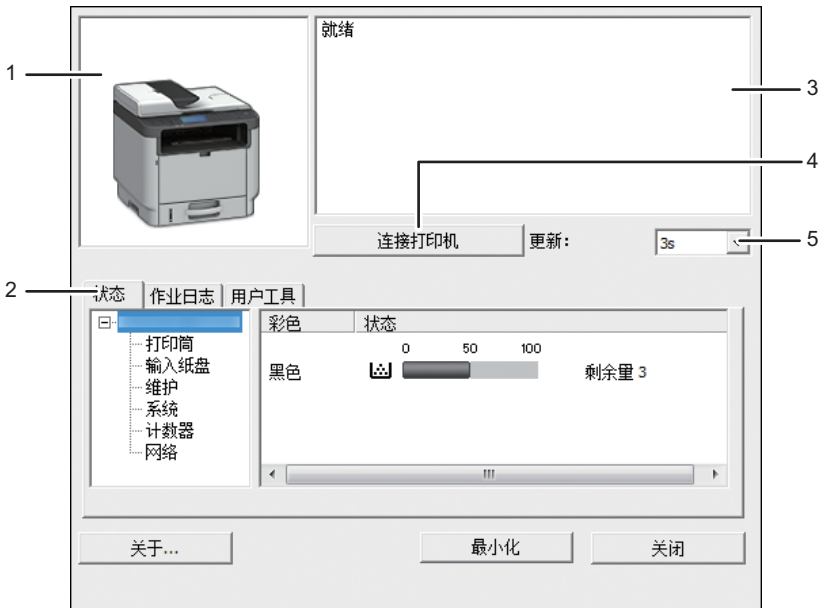 就绪
1
3
4
连接打印机 更新： 3s
5
2
状态 作业日志 用户工具
彩色 状态
打印筒
输入纸盘
维护
系统
计数器
网络
0 50 100
黑色 剩余量 3
关于... 最小化 关闭